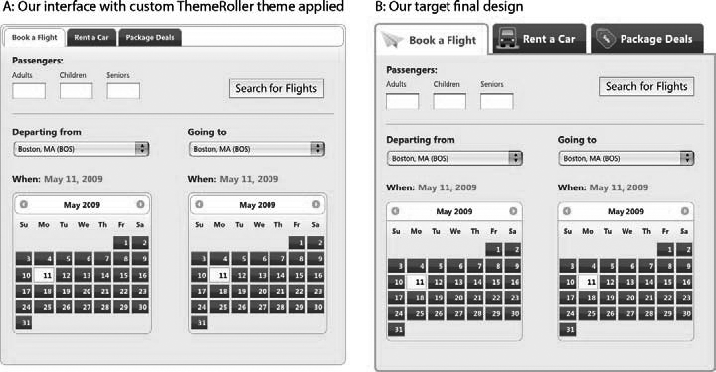 A: Our interface with custom ThemeRoller theme applied
Book a Flight Rent a Car Package Deals
Passengers:
Adults Children Seniors
Search for Flights
Departing from Going to
Boston, MA (BOS) Boston, MA (BOS)
When: May 11, 2009 When: May 11, 2009
May 2009 May 2009
Su Mo Tu We Th Fr Sa Su Mo Tu We Th Fr Sa
1 2 1 2
3 4 5 6 7 8 9 3 4 5 6 7 8 9
10 11 12 13 14 15 16 10 11 12 13 14 15 16
17 18 19 20 21 22 23 17 18 19 20 21 22 23
24 25 26 27 28 29 30 24 25 26 27 28 29 30
31 31
B: Our target final design
Book a Flight Rent a Car Package Deals
Passengers:
Adults Children Seniors
Search for Flights
Departing from Going to
Boston, MA (BOS) Boston, MA (BOS)
When: May 11, 2009 When: May 11, 2009
May 2009 May 2009
Su Mo Tu We Th Fr Sa Su Mo Tu We Th Fr Sa
1 2 1 2
3 4 5 6 7 8 9 3 4 5 6 7 8 9
10 11 12 13 14 15 16 10 11 12 13 14 15 16
17 18 19 20 21 22 23 17 18 19 20 21 22 23
24 25 26 27 28 29 30 24 25 26 27 28 29 30
31 31